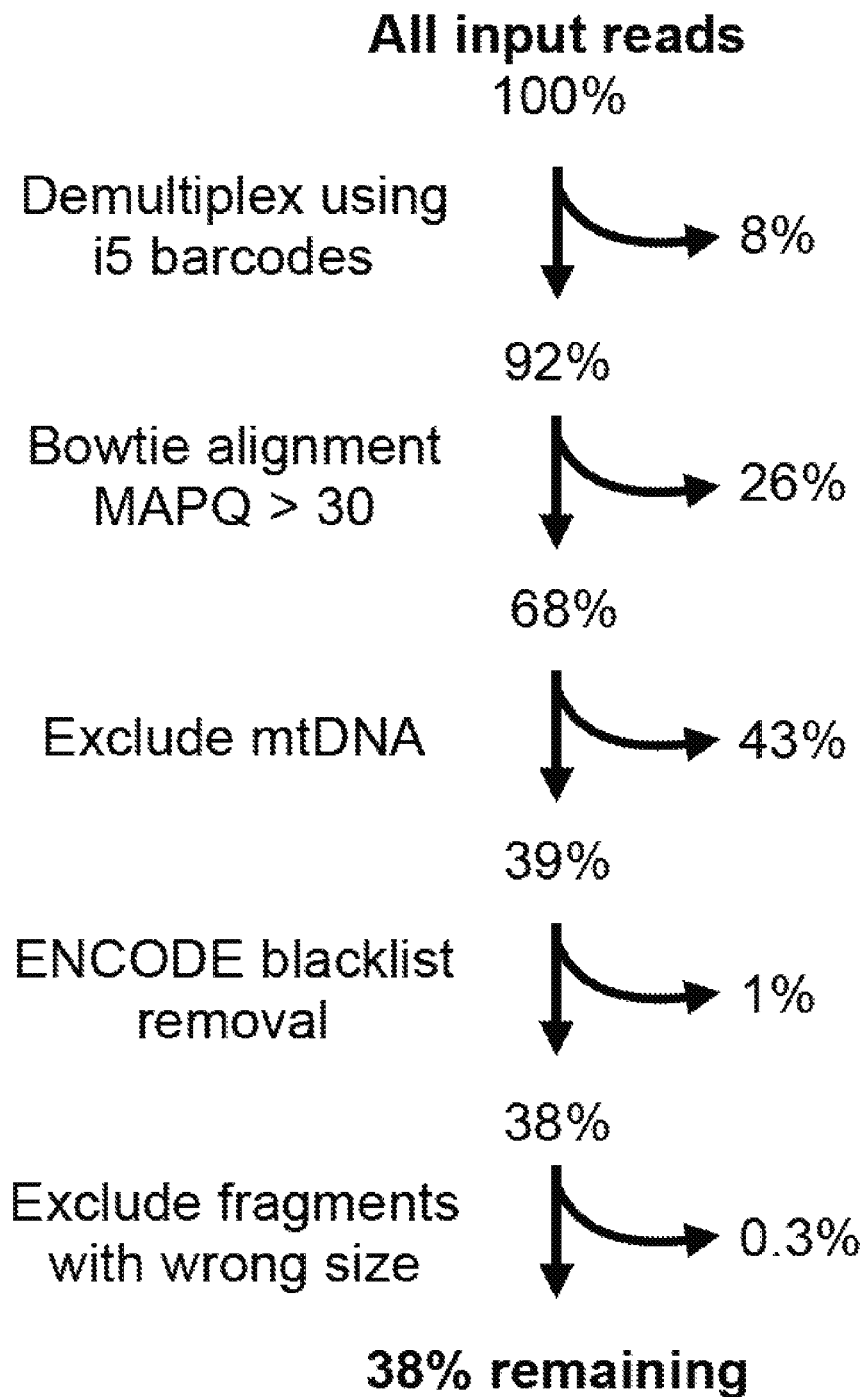 All input reads
100%
Demultiplex using
i5 barcodes
8%
92%
Bowtie alignment
MAPQ > 30
26%
68%
Exclude mtDNA
43%
39%
ENCODE blacklist
removal
1%
38%
Exclude fragments
with wrong size
0.3%
38% remaining